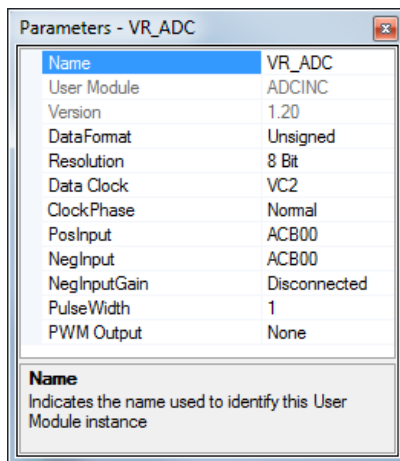 Parameters - VR_ADC
Name VR_ADC
User Module ADCINC
Version 1.20
DataFormat Unsigned
Resolution 8 Bit
Data Clock VC2
ClockPhase Normal
PosInput ACB00
NegInput ACB00
NegInputGain Disconnected
PulseWidth 1
PWM Output None
Name
Indicates the name used to identify this User
Module instance